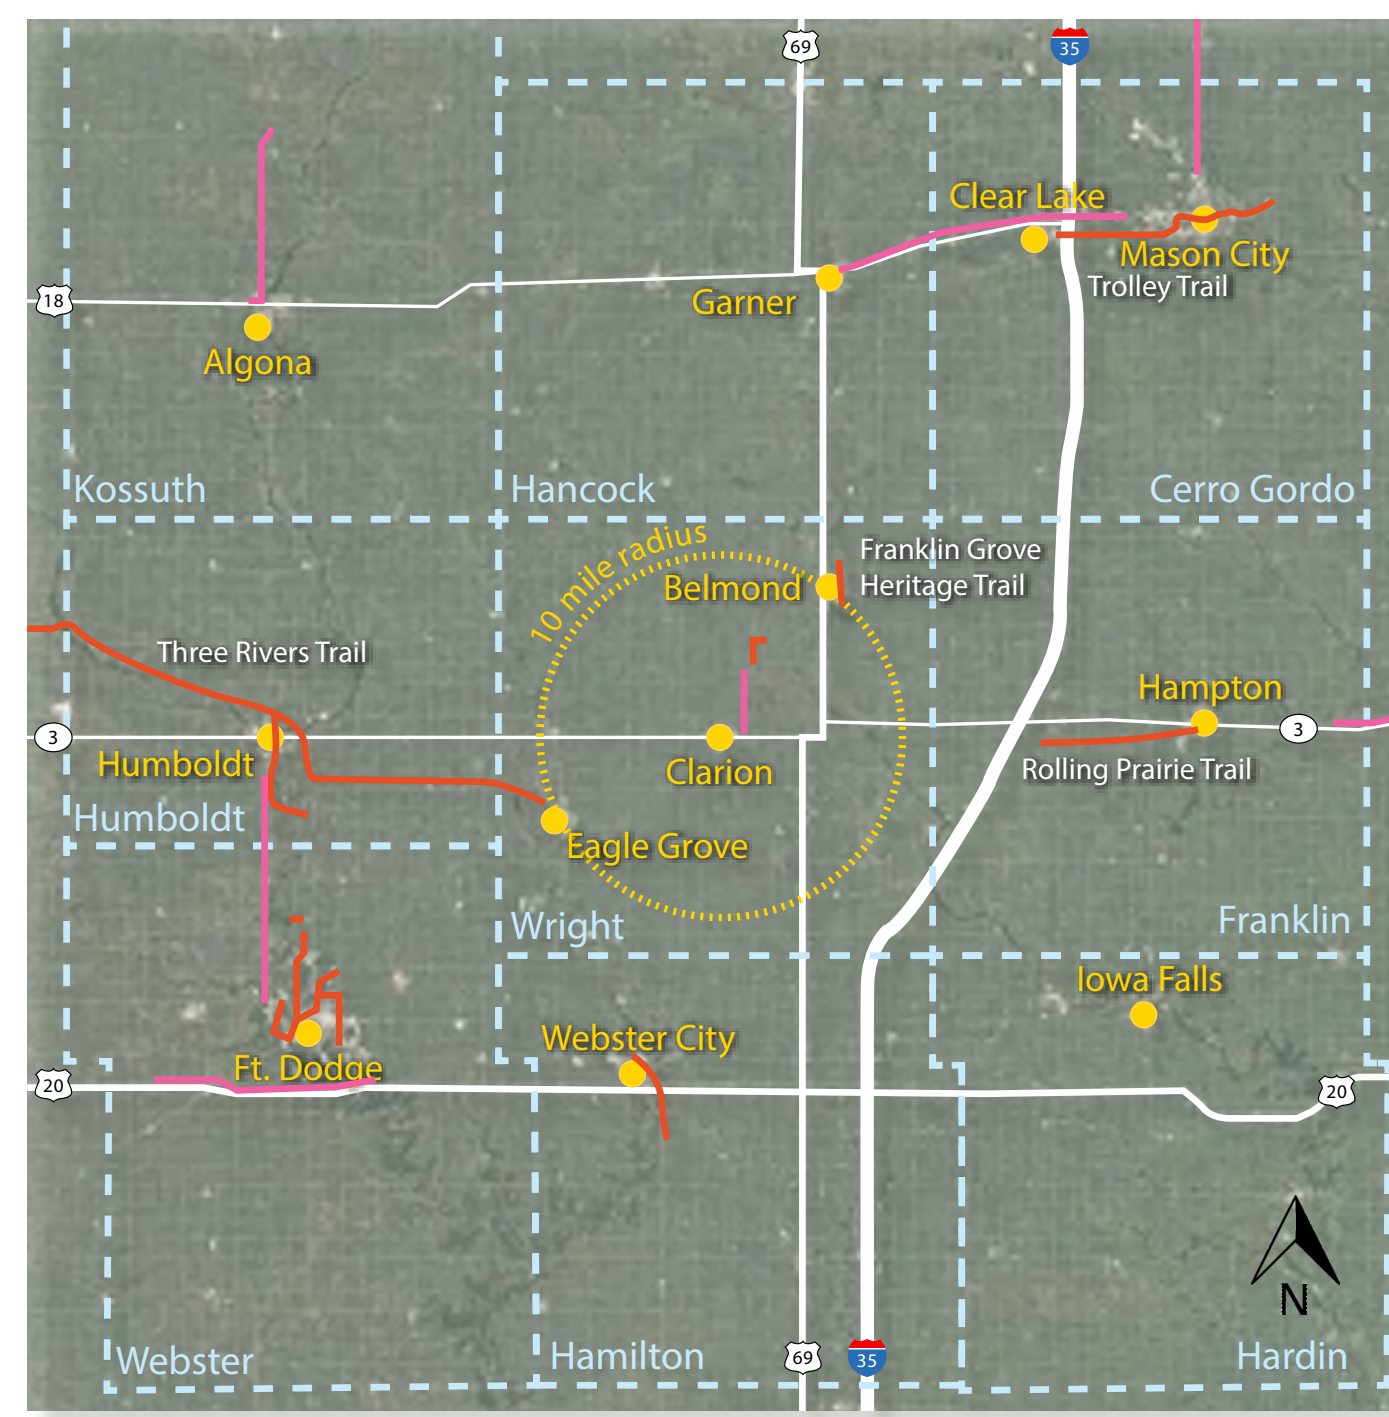 69
35
Clear Lake
Mason City
Trolley Trail
Garner
18
Algona
Kossuth
Hancock
Cerro Gordo
10 mile radius
Franklin Grove
Heritage Trail
Belmond
Three Rivers Trail
Hampton
3
3
Humboldt
Clarion
Rolling Prairie Trail
Humboldt
Eagle Grove
Wright
Franklin
Iowa Falls
Webster City
Ft. Dodge
20
20
N
Webster
Hamilton
69
35
Hardin